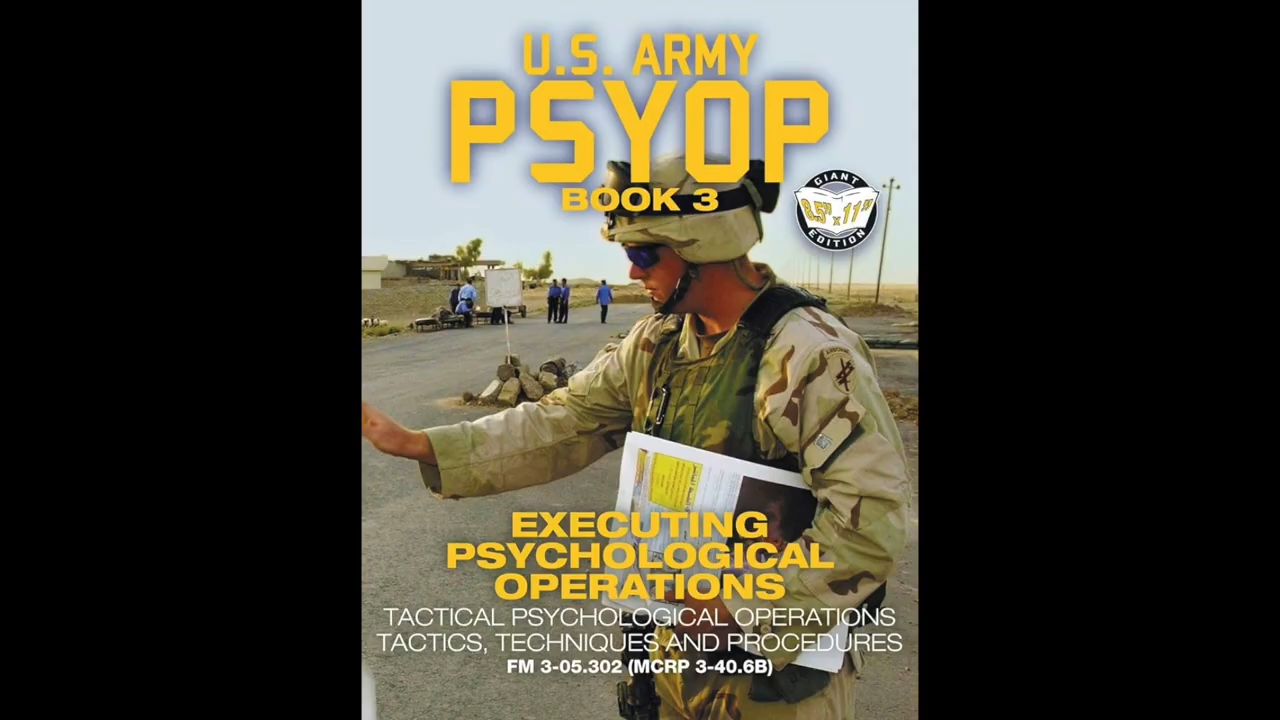 U.S. ARMY
PSYOP
BOOK 3
GIANT
8.5" x 11"
EDITION
EXECUTING
PSYCHOLOGICAL
OPERATIONS
TACTICAL PSYCHOLOGICAL OPERATIONS
TACTICS, TECHNIQUES AND PROCEDURES
FM 3-05.302 (MCRP 3-40.6B)